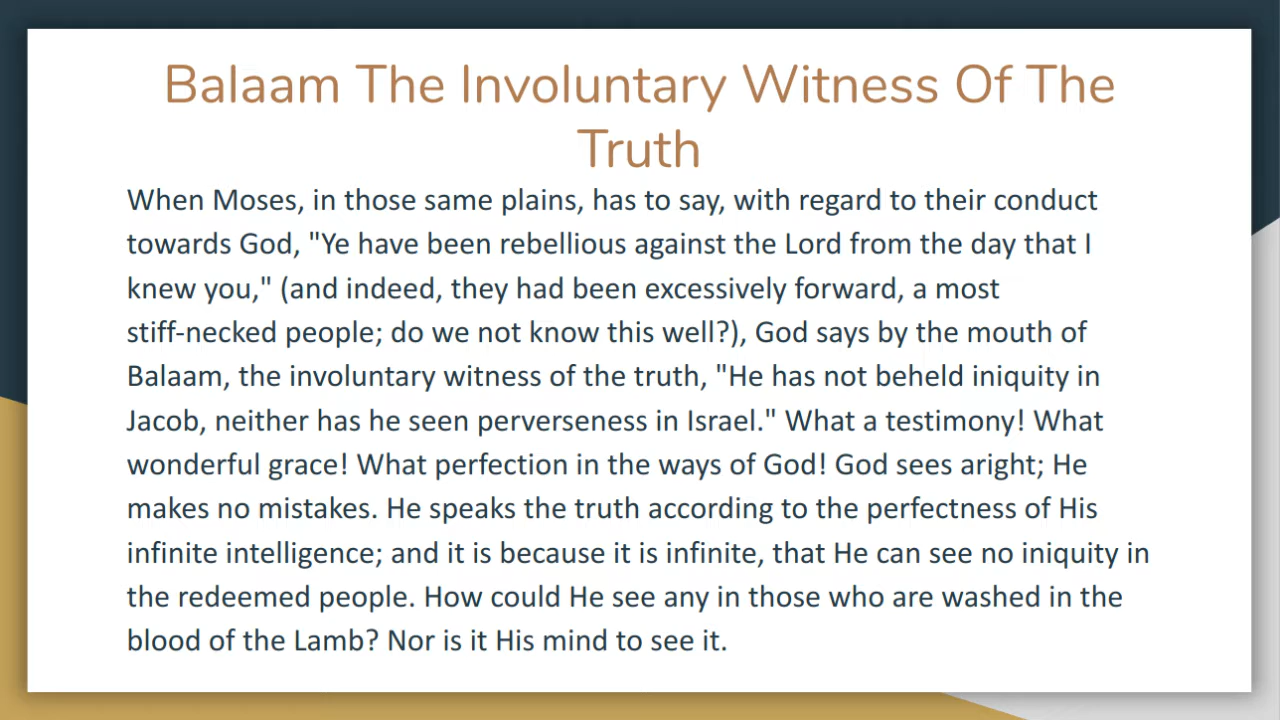 Balaam The Involuntary Witness Of The
Truth
When Moses, in those same plains, has to say, with regard to their conduct
towards God, "Ye have been rebellious against the Lord from the day that I
knew you," (and indeed, they had been excessively forward, a most
stiff-necked people; do we not know this well?), God says by the mouth of
Balaam, the involuntary witness of the truth, "He has not beheld iniquity in
Jacob, neither has he seen perverseness in Israel." What a testimony! What
wonderful grace! What perfection in the ways of God! God sees aright; He
makes no mistakes. He speaks the truth according to the perfectness of His
infinite intelligence; and it is because it is infinite, that He can see no iniquity in
the redeemed people. How could He see any in those who are washed in the
blood of the Lamb? Nor is it His mind to see it.